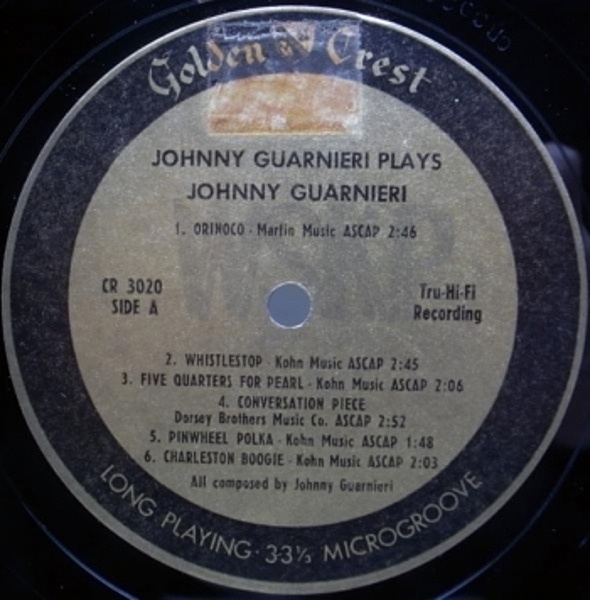 Golden Crest
JOHNNY GUARNIERI PLAYS
JOHNNY GUARNIERI
1. ORINOCO - Marlin Music ASCAP 2:46
CR 3020
SIDE A
Tru-Hi-Fi
Recording
2. WHISTLESTOP - Kohn Music ASCAP 2:45
3. FIVE QUARTERS FOR PEARL - Kohn Music ASCAP 2:06
4. CONVERSATION PIECE
Dorsey Brothers Music Co. ASCAP 2:52
5. PINWHEEL POLKA - Kohn Music ASCAP 1:48
6. CHARLESTON BOOGIE - Kohn Music ASCAP 2:03
All composed by Johnny Guarnieri
LONG PLAYING · 33⅓ MICROGROOVE